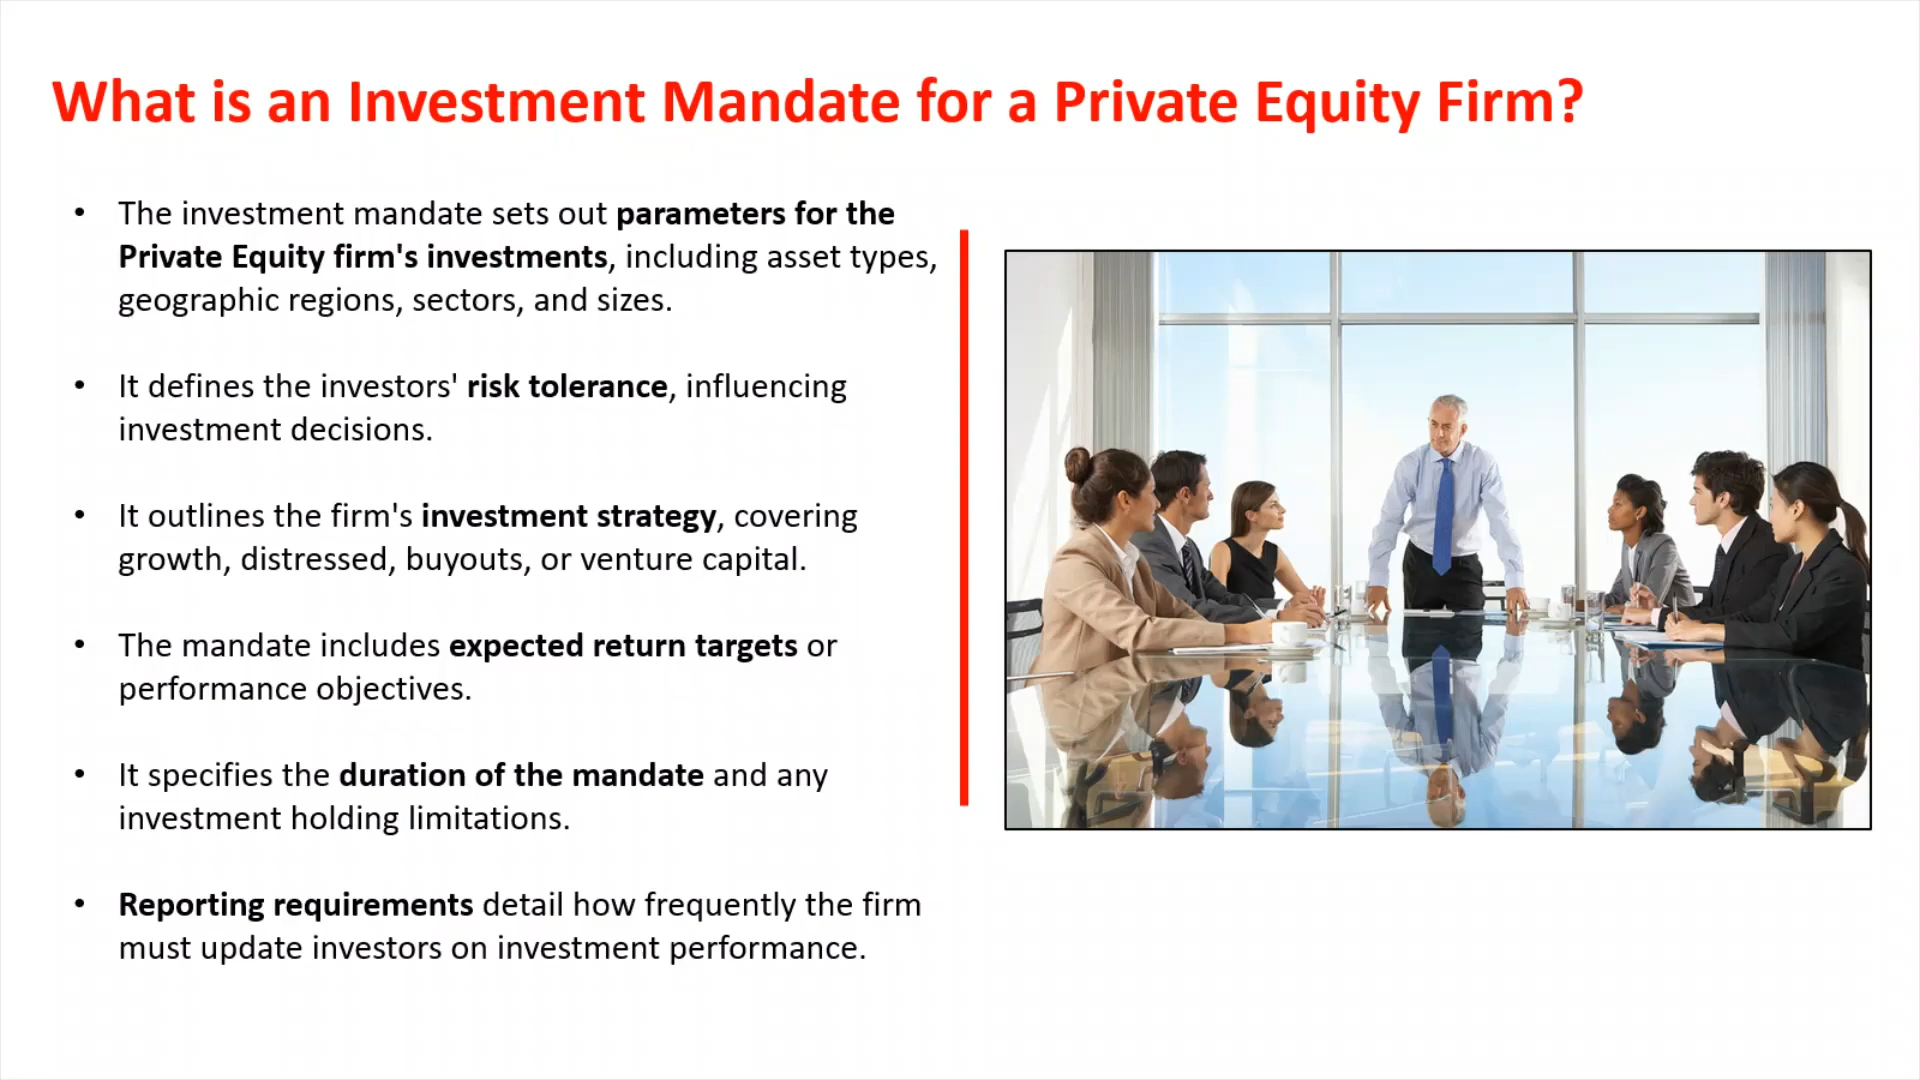 What is an Investment Mandate for a Private Equity Firm?
• The investment mandate sets out parameters for the
Private Equity firm's investments, including asset types,
geographic regions, sectors, and sizes.
• It defines the investors' risk tolerance, influencing
investment decisions.
• It outlines the firm's investment strategy, covering
growth, distressed, buyouts, or venture capital.
• The mandate includes expected return targets or
performance objectives.
• It specifies the duration of the mandate and any
investment holding limitations.
• Reporting requirements detail how frequently the firm
must update investors on investment performance.